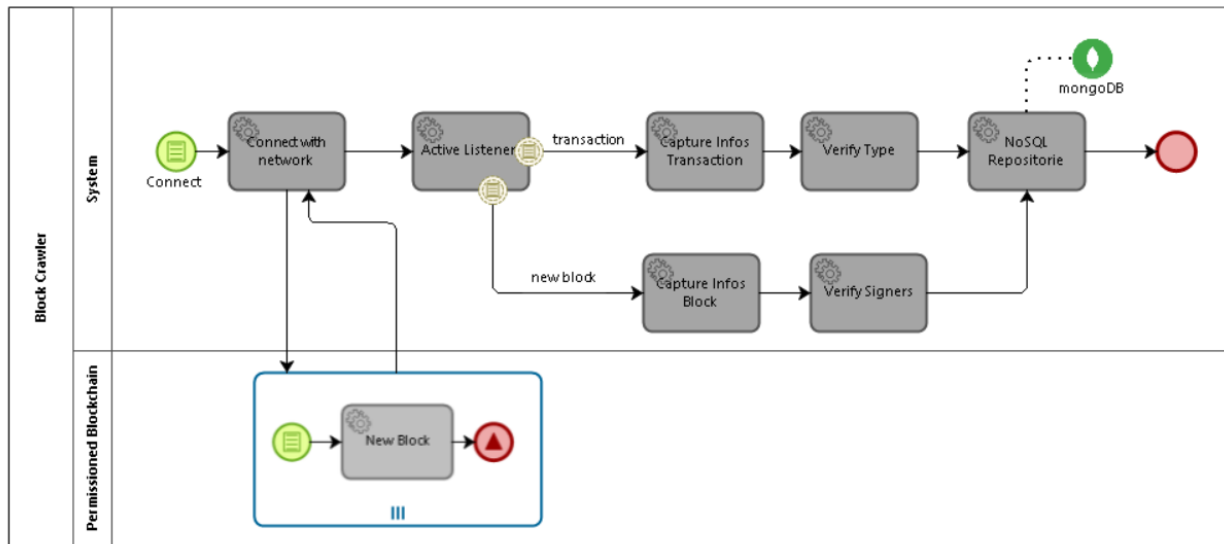 Block Crawler
System
Connect
Connect with
network
Active Listener
transaction
Capture Infos
Transaction
Verify Type
NoSQL
Repositorie
mongoDB
new block
Capture Infos
Block
Verify Signers
Permissioned Blockchain
New Block